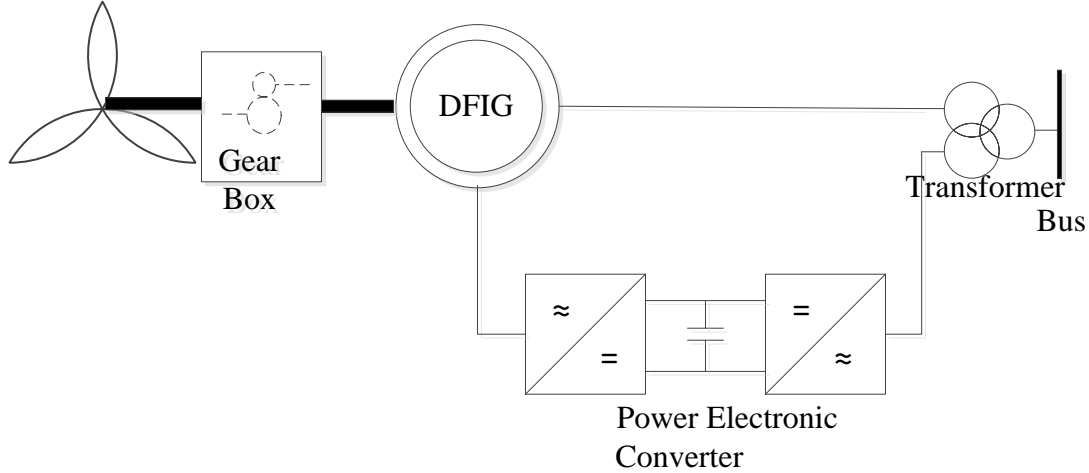 DFIG
Gear
Box
Transformer
Bus
≈
=
=
≈
Power Electronic
Converter